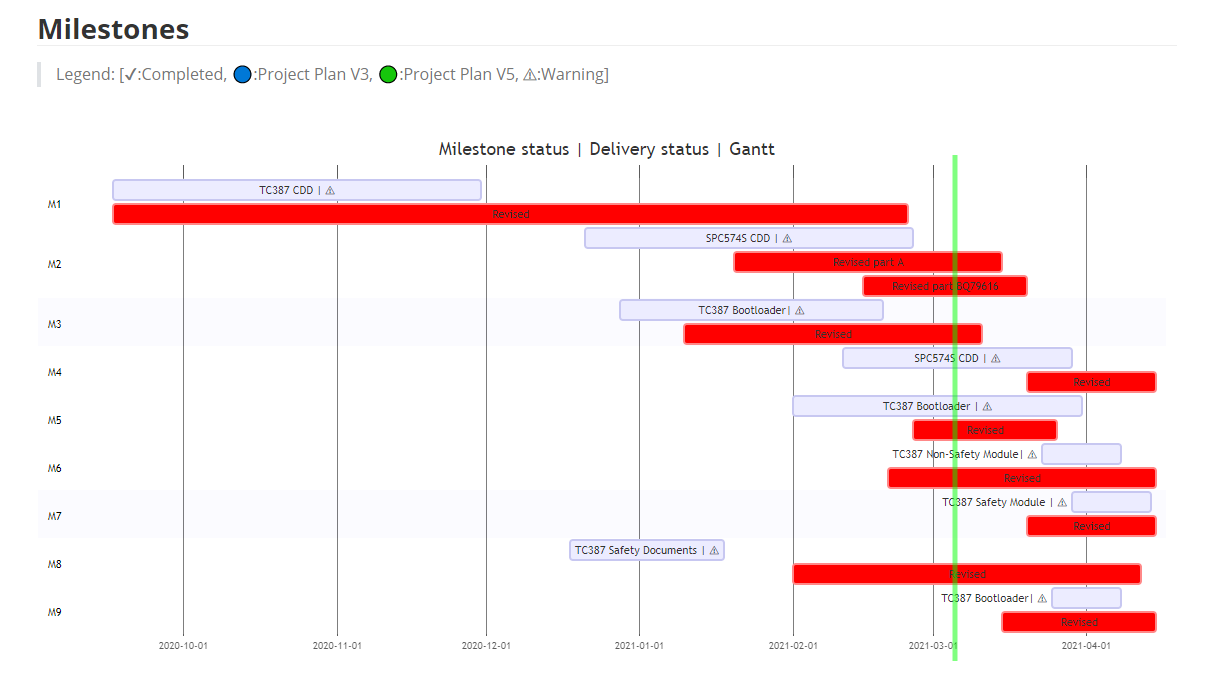 Milestones
Legend: [✓:Completed, 🔵:Project Plan V3, 🟢:Project Plan V5, ⚠:Warning]
Milestone status | Delivery status | Gantt
M1
TC387 CDD | ⚠
Revised
M2
SPC574S CDD | ⚠
Revised part A
Revised part BQ79616
M3
TC387 Bootloader| ⚠
Revised
M4
SPC574S CDD | ⚠
Revised
M5
TC387 Bootloader | ⚠
Revised
M6
TC387 Non-Safety Module| ⚠
Revised
M7
TC387 Safety Module | ⚠
Revised
M8
TC387 Safety Documents | ⚠
Revised
M9
TC387 Bootloader| ⚠
Revised
2020-10-01 2020-11-01 2020-12-01 2021-01-01 2021-02-01 2021-03-01 2021-04-01